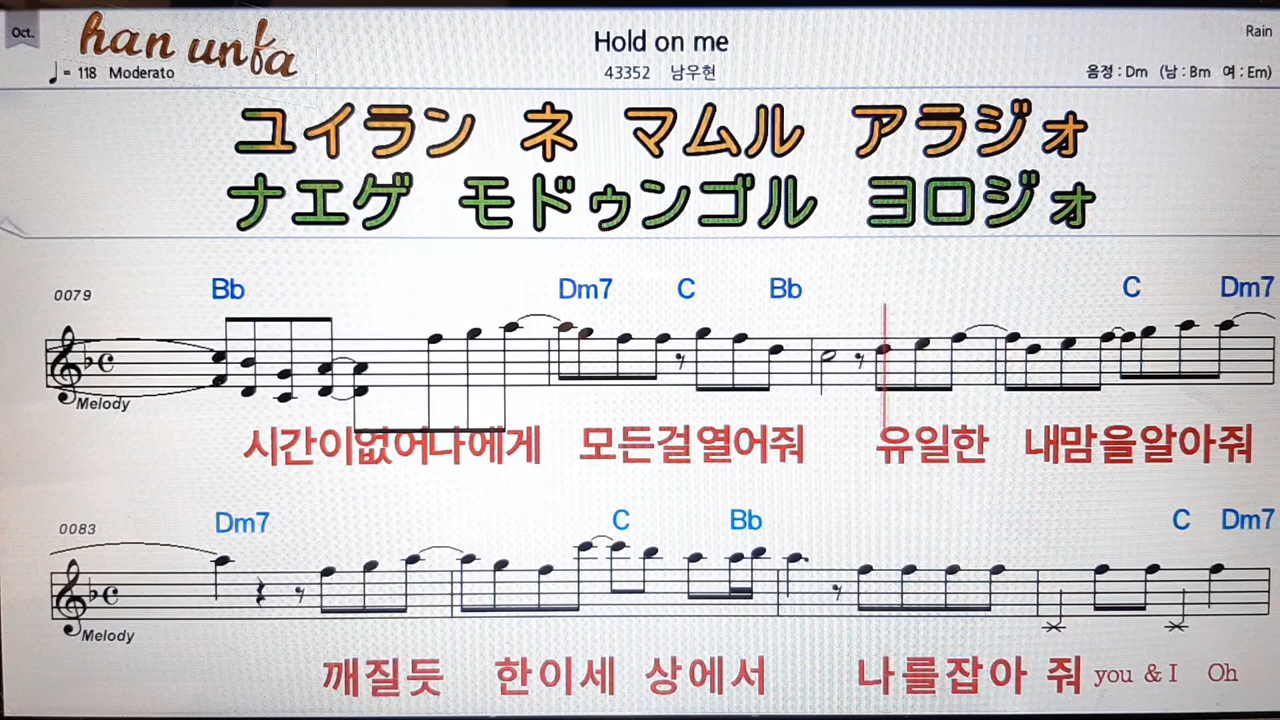 Oct. han unfa Hold on me Rain
♩= 118 Moderato 43352 남우현 음정 : Dm (남 : Bm 여 : Em)
ユイラン ネ マムル アラジォ
ナエゲ モドゥンゴル ヨロジォ
0079 Bb Dm7 C Bb C Dm7
Melody
시간이없어나에게 모든걸열어줘 유일한 내맘을알아줘
0083 Dm7 C Bb C Dm7
Melody
깨질듯 한이세 상에서 나를잡아 줘 you & I Oh